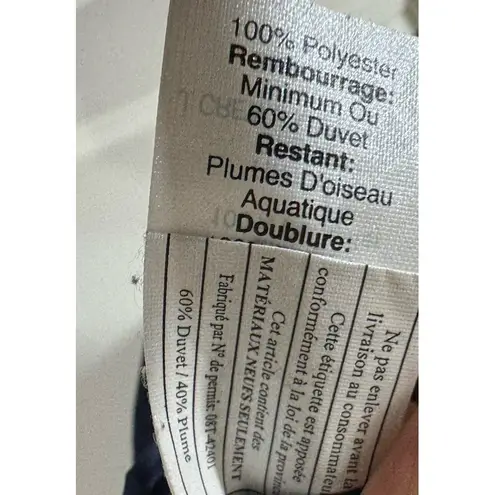 100% Polyester
Rembourrage:
Minimum Ou
60% Duvet
Restant:
Plumes D'oiseau
Aquatique
Doublure:
Ne pas enlever avant la
livraison au consommateur
Cette étiquette est apposée
conformément à la loi de la province
Cet article contient des
MATÉRIAUX NEUFS SEULEMENT
Fabriqué par N° de permis: 08T-42401
60% Duvet / 40% Plume